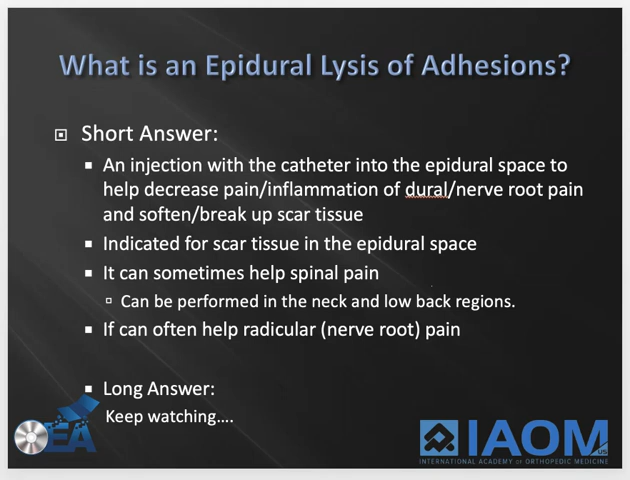 What is an Epidural Lysis of Adhesions?
Short Answer:
An injection with the catheter into the epidural space to
help decrease pain/inflammation of dural/nerve root pain
and soften/break up scar tissue
Indicated for scar tissue in the epidural space
It can sometimes help spinal pain
Can be performed in the neck and low back regions.
If can often help radicular (nerve root) pain
Long Answer:
Keep watching....
IAOM
US
INTERNATIONAL ACADEMY of ORTHOPEDIC MEDICINE